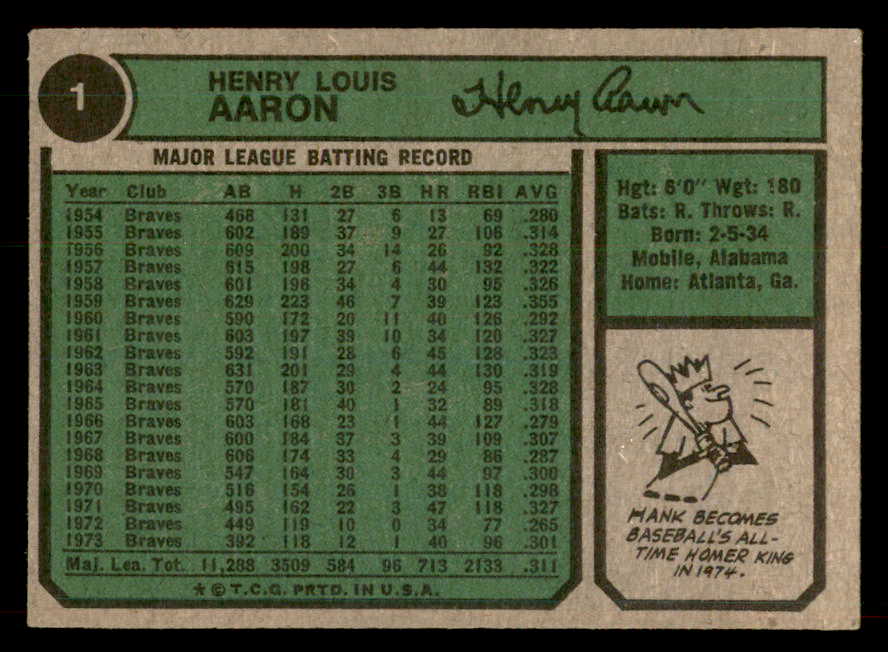 1
HENRY LOUIS
AARON
Henry Aaron
MAJOR LEAGUE BATTING RECORD
Year Club AB H 2B 3B HR RBI AVG
1954 Braves 468 131 27 6 13 69 .280
1955 Braves 602 189 37 9 27 106 .314
1956 Braves 609 200 34 14 26 92 .328
1957 Braves 615 198 27 6 44 132 .322
1958 Braves 601 196 34 4 30 95 .326
1959 Braves 629 223 46 7 39 123 .355
1960 Braves 590 172 20 11 40 126 .292
1961 Braves 603 197 39 10 34 120 .327
1962 Braves 592 191 28 6 45 128 .323
1963 Braves 631 201 29 4 44 130 .319
1964 Braves 570 187 30 2 24 95 .328
1965 Braves 570 181 40 1 32 89 .318
1966 Braves 603 168 23 1 44 127 .279
1967 Braves 600 184 37 3 39 109 .307
1968 Braves 606 174 33 4 29 86 .287
1969 Braves 547 164 30 3 44 97 .300
1970 Braves 516 154 26 1 38 118 .298
1971 Braves 495 162 22 3 47 118 .327
1972 Braves 449 119 10 0 34 77 .265
1973 Braves 392 118 12 1 40 96 .301
Maj. Lea. Tot. 11,288 3509 584 96 713 2133 .311
* © T.C.G. PRTD. IN U.S.A.
Hgt: 6'0" Wgt: 180
Bats: R. Throws: R.
Born: 2-5-34
Mobile, Alabama
Home: Atlanta, Ga.
HANK BECOMES
BASEBALL'S ALL-
TIME HOMER KING
IN 1974.